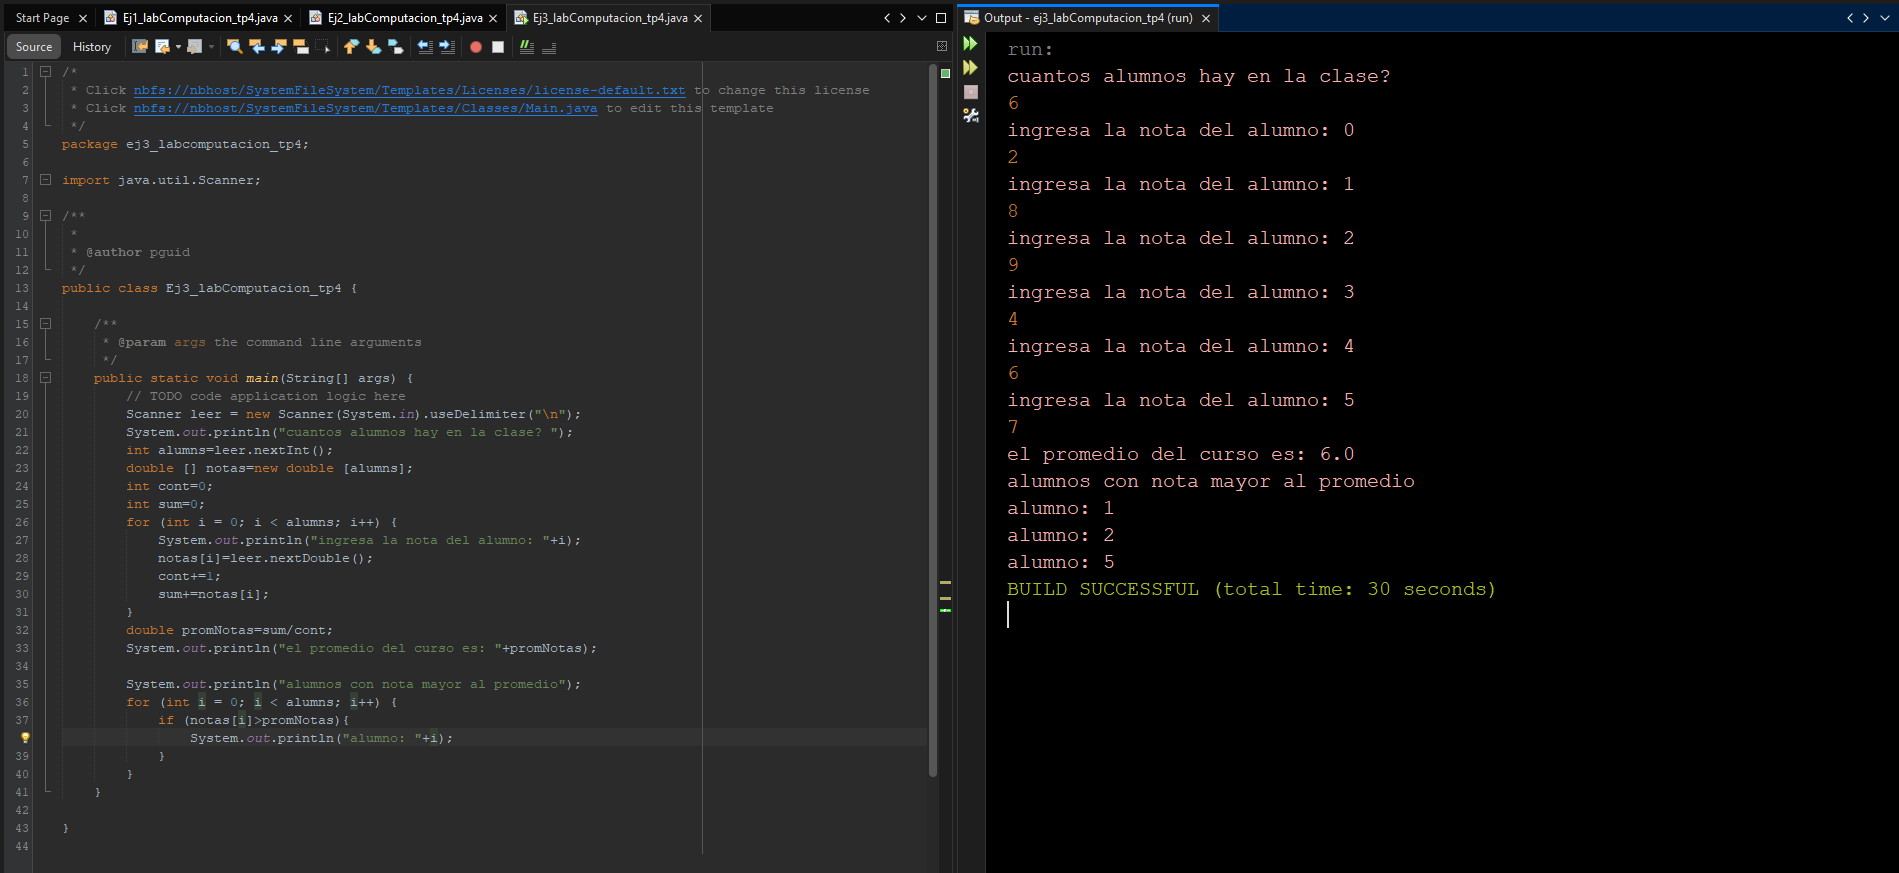 Start Page × Ej1_labComputacion_tp4.java × Ej2_labComputacion_tp4.java × Ej3_labComputacion_tp4.java ×
Source History
1 /*
2 * Click nbfs://nbhost/SystemFileSystem/Templates/Licenses/license-default.txt to change this license
3 * Click nbfs://nbhost/SystemFileSystem/Templates/Classes/Main.java to edit this template
4 */
5 package ej3_labcomputacion_tp4;
6
7 import java.util.Scanner;
8
9 /**
10 *
11 * @author pguid
12 */
13 public class Ej3_labComputacion_tp4 {
14
15 /**
16 * @param args the command line arguments
17 */
18 public static void main(String[] args) {
19 // TODO code application logic here
20 Scanner leer = new Scanner(System.in).useDelimiter("\n");
21 System.out.println("cuantos alumnos hay en la clase? ");
22 int alumns=leer.nextInt();
23 double [] notas=new double [alumns];
24 int cont=0;
25 int sum=0;
26 for (int i = 0; i < alumns; i++) {
27 System.out.println("ingresa la nota del alumno: "+i);
28 notas[i]=leer.nextDouble();
29 cont+=1;
30 sum+=notas[i];
31 }
32 double promNotas=sum/cont;
33 System.out.println("el promedio del curso es: "+promNotas);
34
35 System.out.println("alumnos con nota mayor al promedio");
36 for (int i = 0; i < alumns; i++) {
37 if (notas[i]>promNotas){
System.out.println("alumno: "+i);
39 }
40 }
41 }
42
43 }
44
Output - ej3_labComputacion_tp4 (run) ×
run:
cuantos alumnos hay en la clase?
6
ingresa la nota del alumno: 0
2
ingresa la nota del alumno: 1
8
ingresa la nota del alumno: 2
9
ingresa la nota del alumno: 3
4
ingresa la nota del alumno: 4
6
ingresa la nota del alumno: 5
7
el promedio del curso es: 6.0
alumnos con nota mayor al promedio
alumno: 1
alumno: 2
alumno: 5
BUILD SUCCESSFUL (total time: 30 seconds)